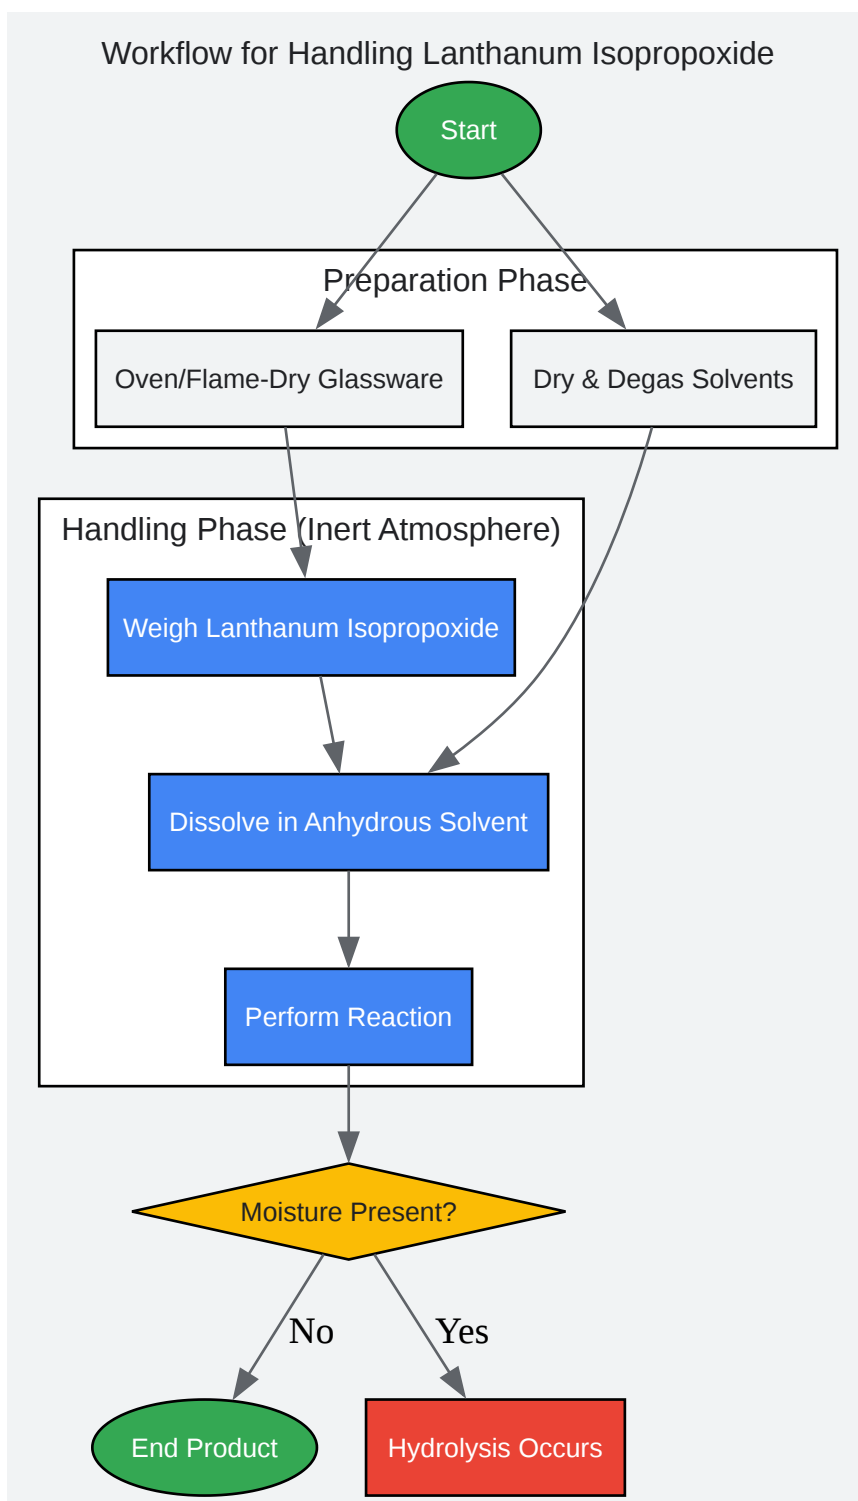 Workflow for Handling Lanthanum Isopropoxide
Start
Preparation Phase
Oven/Flame-Dry Glassware
Dry & Degas Solvents
Handling Phase (Inert Atmosphere)
Weigh Lanthanum Isopropoxide
Dissolve in Anhydrous Solvent
Perform Reaction
Moisture Present?
No
Yes
End Product
Hydrolysis Occurs